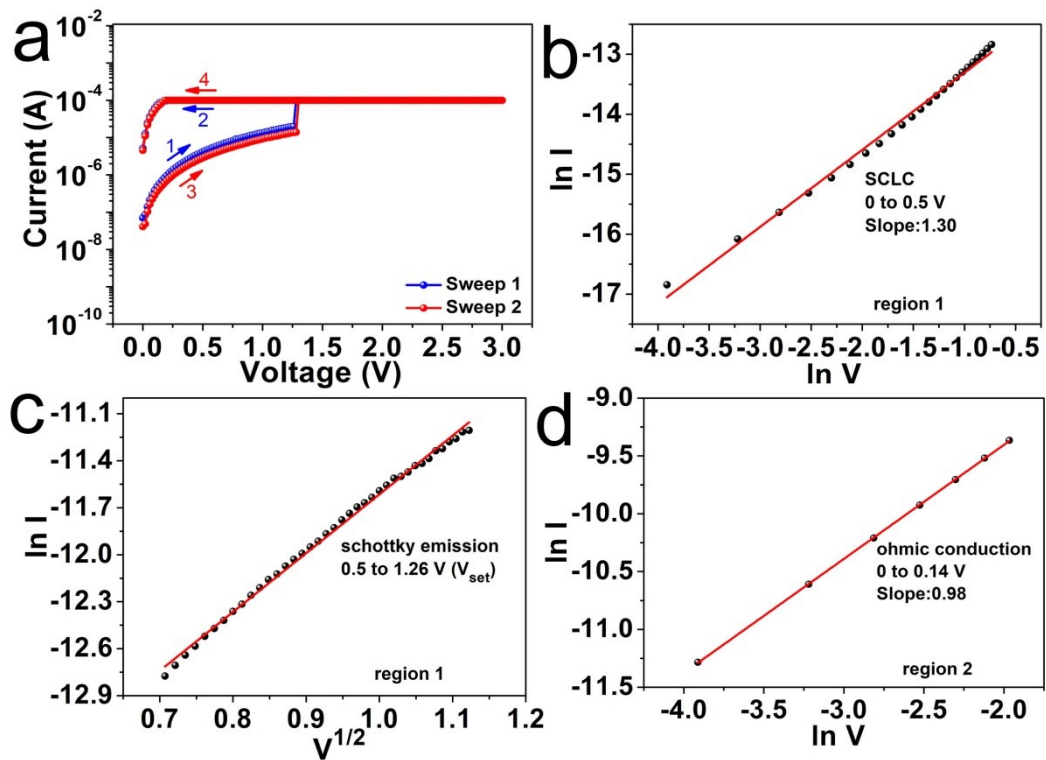 a
10⁻²
10⁻⁴
10⁻⁶
10⁻⁸
10⁻¹⁰
Current (A)
4
2
1
3
Sweep 1
Sweep 2
0.0 0.5 1.0 1.5 2.0 2.5 3.0
Voltage (V)
b
-13
-14
-15
-16
-17
ln I
SCLC
0 to 0.5 V
Slope:1.30
region 1
-4.0 -3.5 -3.0 -2.5 -2.0 -1.5 -1.0 -0.5
ln V
c
-11.1
-11.4
-11.7
-12.0
-12.3
-12.6
-12.9
ln I
schottky emission
0.5 to 1.26 V (Vset)
region 1
0.7 0.8 0.9 1.0 1.1 1.2
V1/2
d
-9.0
-9.5
-10.0
-10.5
-11.0
-11.5
ln I
ohmic conduction
0 to 0.14 V
Slope:0.98
region 2
-4.0 -3.5 -3.0 -2.5 -2.0
ln V